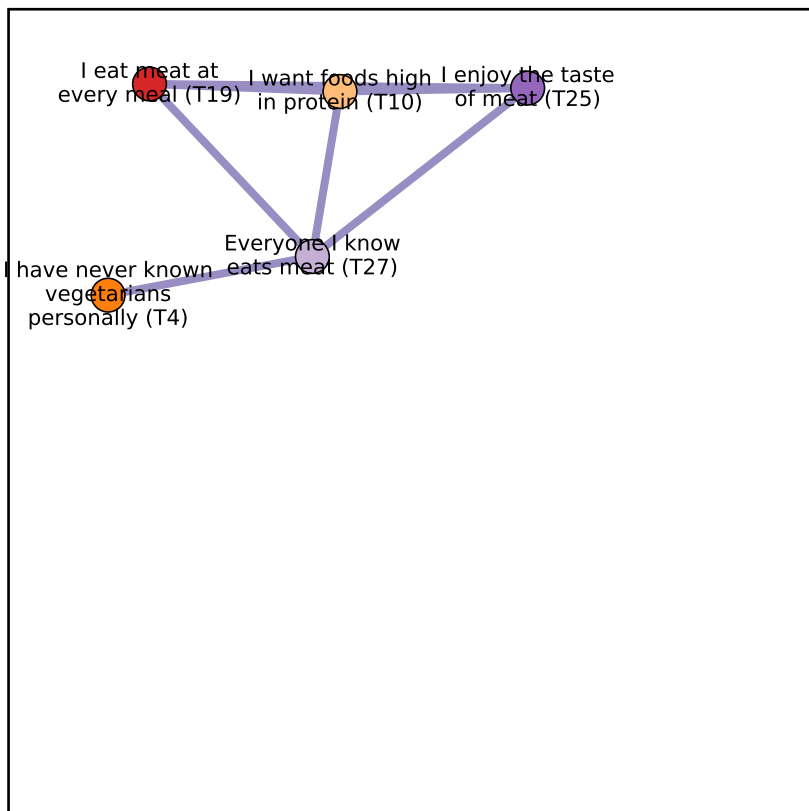 I eat meat at
every meal (T19)
I want foods high
in protein (T10)
I enjoy the taste
of meat (T25)
Everyone I know
eats meat (T27)
I have never known
vegetarians
personally (T4)